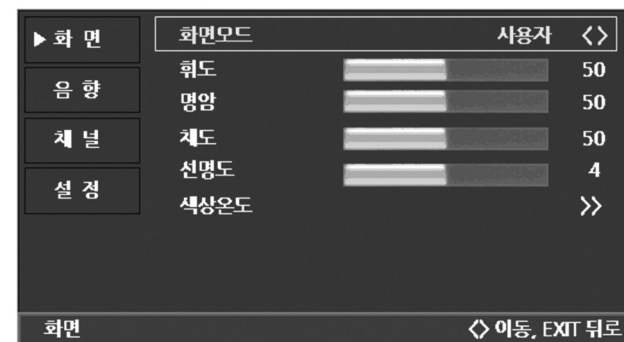 ▶ 화 면
음 향
채 널
설 정
화면모드 사용자 <>
휘도 50
명암 50
채도 50
선명도 4
색상온도 >>
화면 <> 이동, EXIT 뒤로